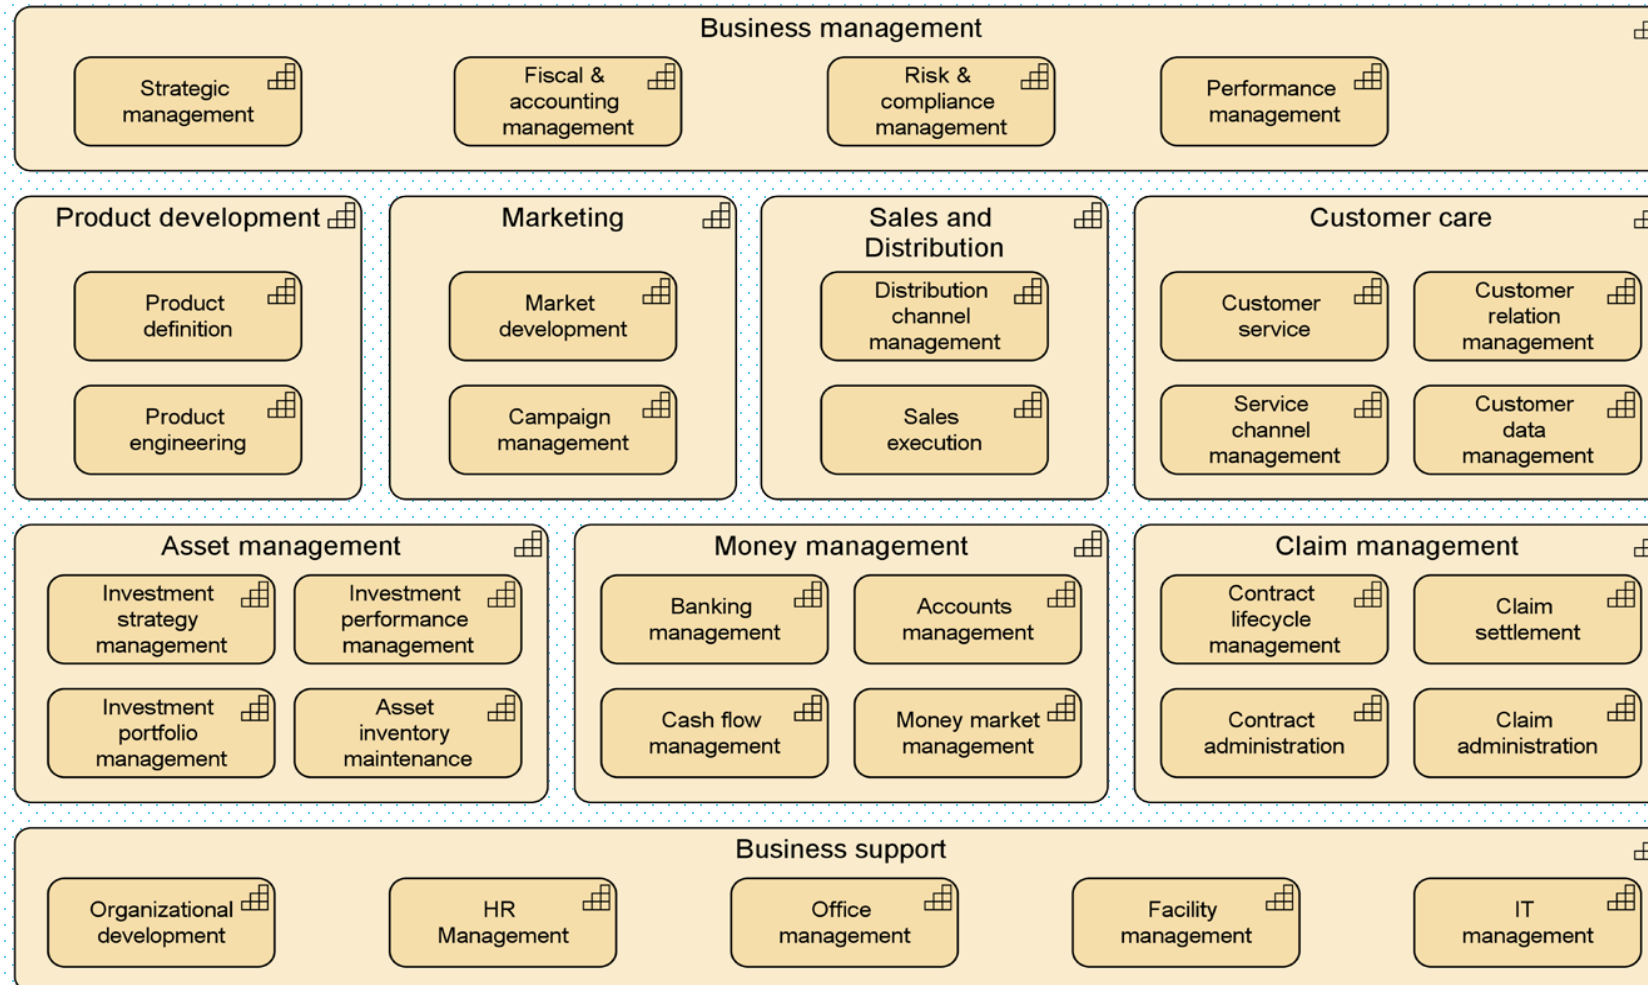 Business management
Strategic
management
Fiscal &
accounting
management
Risk &
compliance
management
Performance
management
Product development
Product
definition
Product
engineering
Marketing
Market
development
Campaign
management
Sales and
Distribution
Distribution
channel
management
Sales
execution
Customer care
Customer
service
Customer
relation
management
Service
channel
management
Customer
data
management
Asset management
Investment
strategy
management
Investment
performance
management
Investment
portfolio
management
Asset
inventory
maintenance
Money management
Banking
management
Accounts
management
Cash flow
management
Money market
management
Claim management
Contract
lifecycle
management
Claim
settlement
Contract
administration
Claim
administration
Business support
Organizational
development
HR
Management
Office
management
Facility
management
IT
management